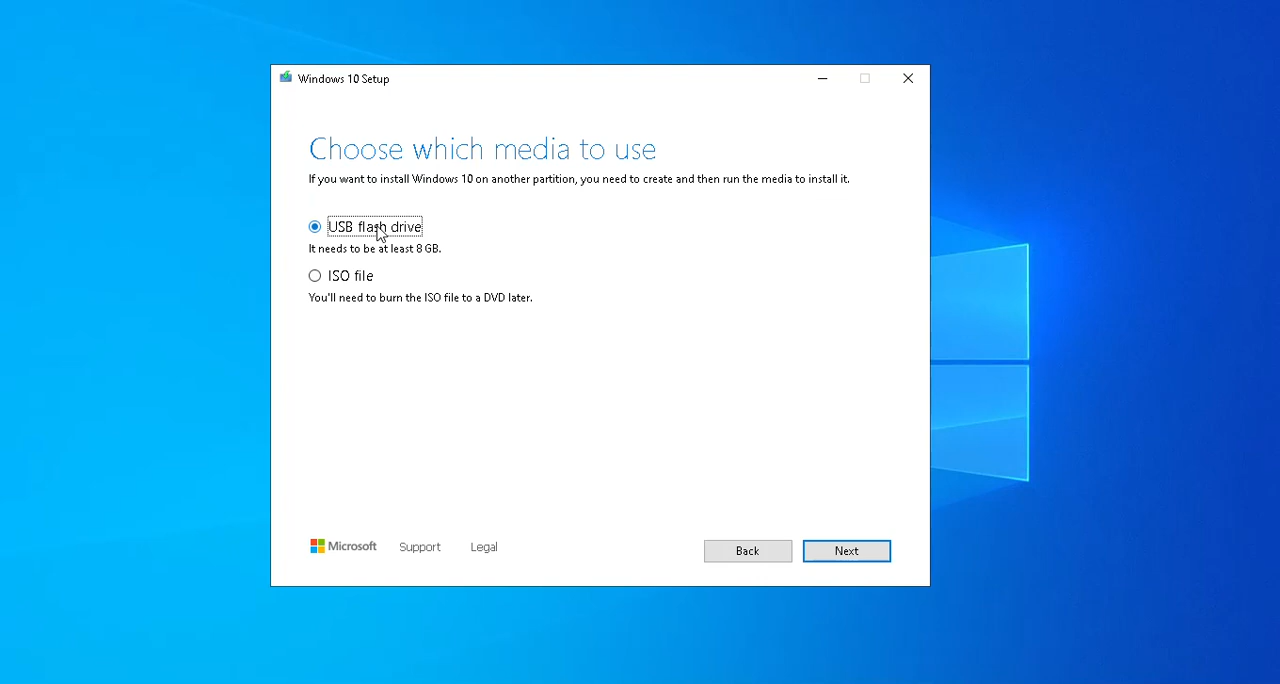 Windows 10 Setup
Choose which media to use
If you want to install Windows 10 on another partition, you need to create and then run the media to install it.
USB flash drive
It needs to be at least 8 GB.
ISO file
You'll need to burn the ISO file to a DVD later.
Microsoft Support Legal Back Next